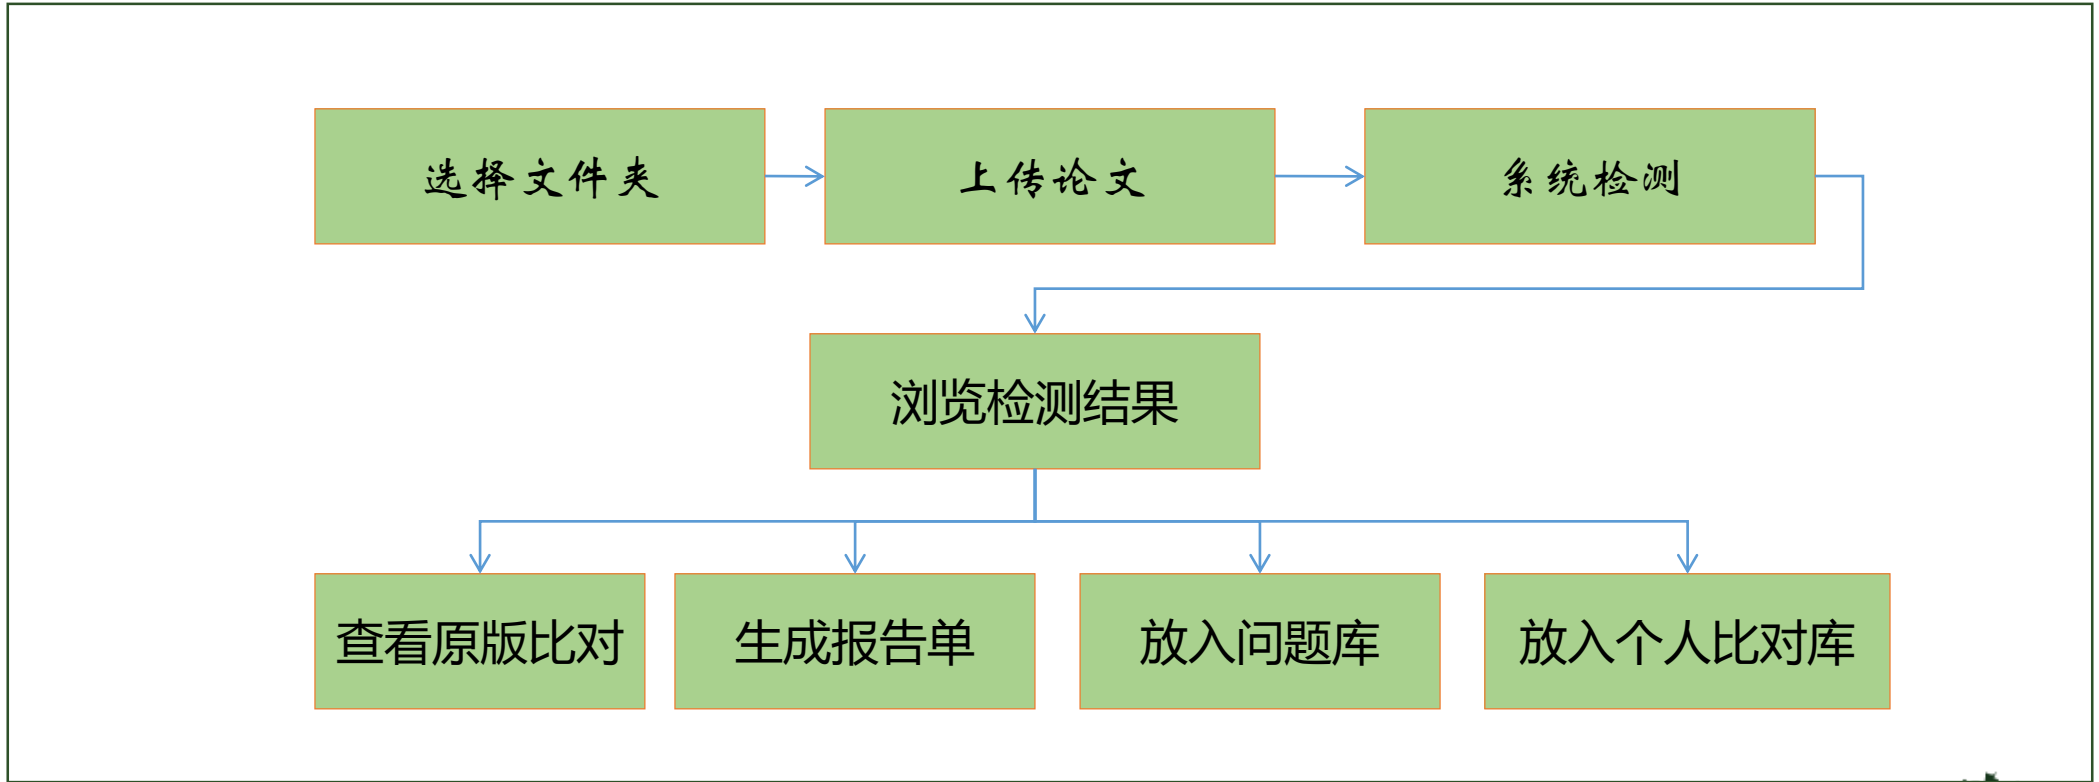 选择文件夹
上传论文
系统检测
浏览检测结果
查看原版比对
生成报告单
放入问题库
放入个人比对库